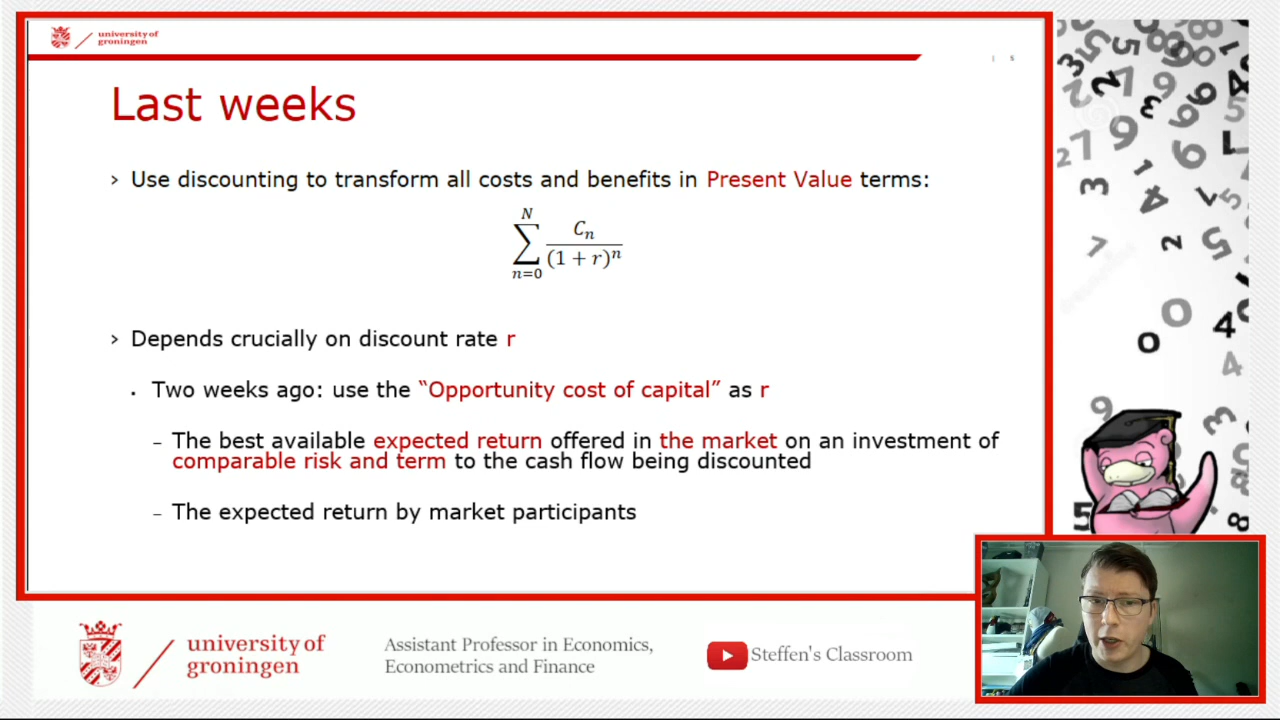 university of
groningen
| 5
Last weeks
› Use discounting to transform all costs and benefits in Present Value terms:
N
∑ C_n / (1 + r)^n
n=0
› Depends crucially on discount rate r
• Two weeks ago: use the “Opportunity cost of capital” as r
– The best available expected return offered in the market on an investment of
comparable risk and term to the cash flow being discounted
– The expected return by market participants
university of
groningen
Assistant Professor in Economics,
Econometrics and Finance
Steffen's Classroom